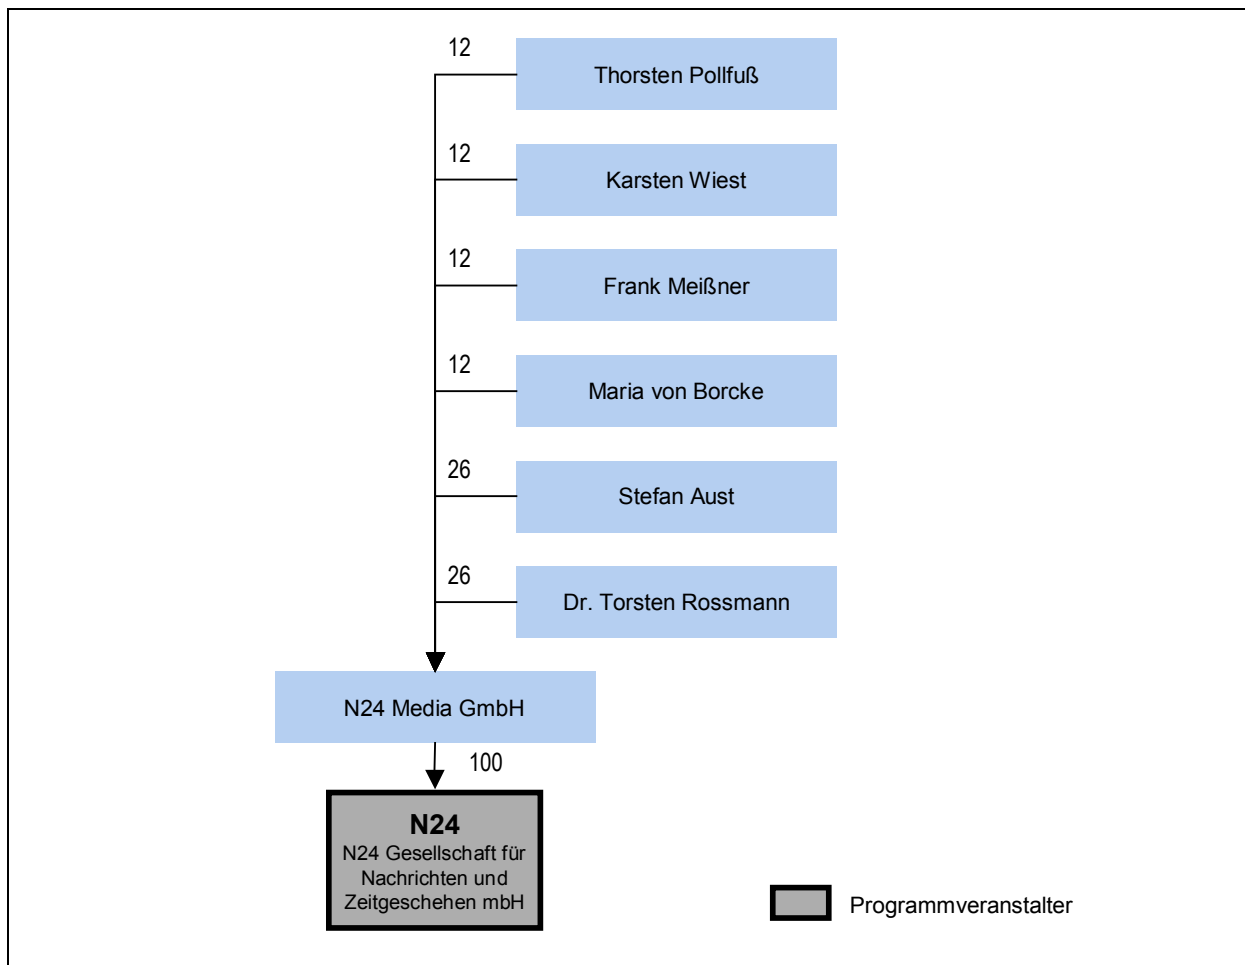 12
Thorsten Pollfuß
12
Karsten Wiest
12
Frank Meißner
12
Maria von Borcke
26
Stefan Aust
26
Dr. Torsten Rossmann
N24 Media GmbH
100
N24
N24 Gesellschaft für
Nachrichten und
Zeitgeschehen mbH
Programmveranstalter